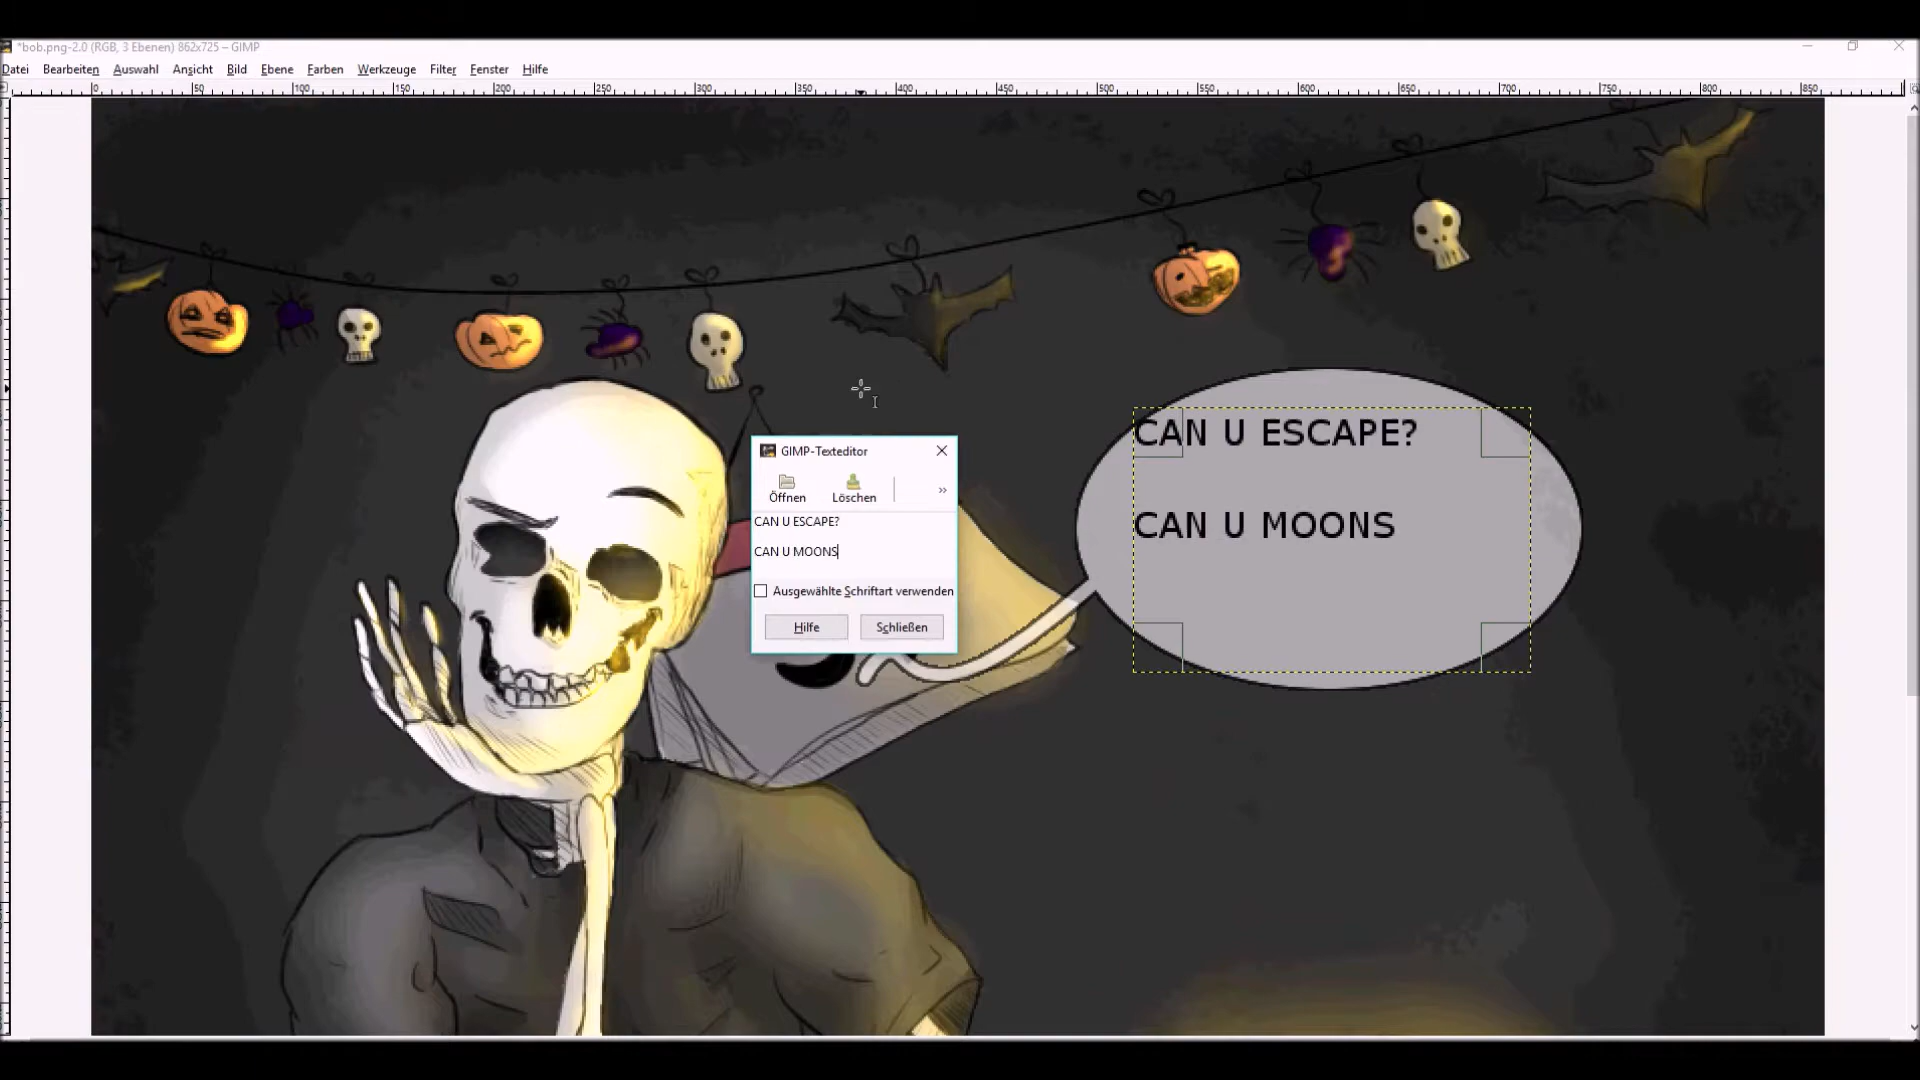 *bob.png-2.0 (RGB, 3 Ebenen) 862x725 – GIMP
Datei Bearbeiten Auswahl Ansicht Bild Ebene Farben Werkzeuge Filter Fenster Hilfe
0 50 100 150 200 250 300 350 400 450 500 550 600 650 700 750 800 850
GIMP-Texteditor
Öffnen Löschen »
CAN U ESCAPE?
CAN U MOONS
Ausgewählte Schriftart verwenden
Hilfe Schließen
CAN U ESCAPE?
CAN U MOONS